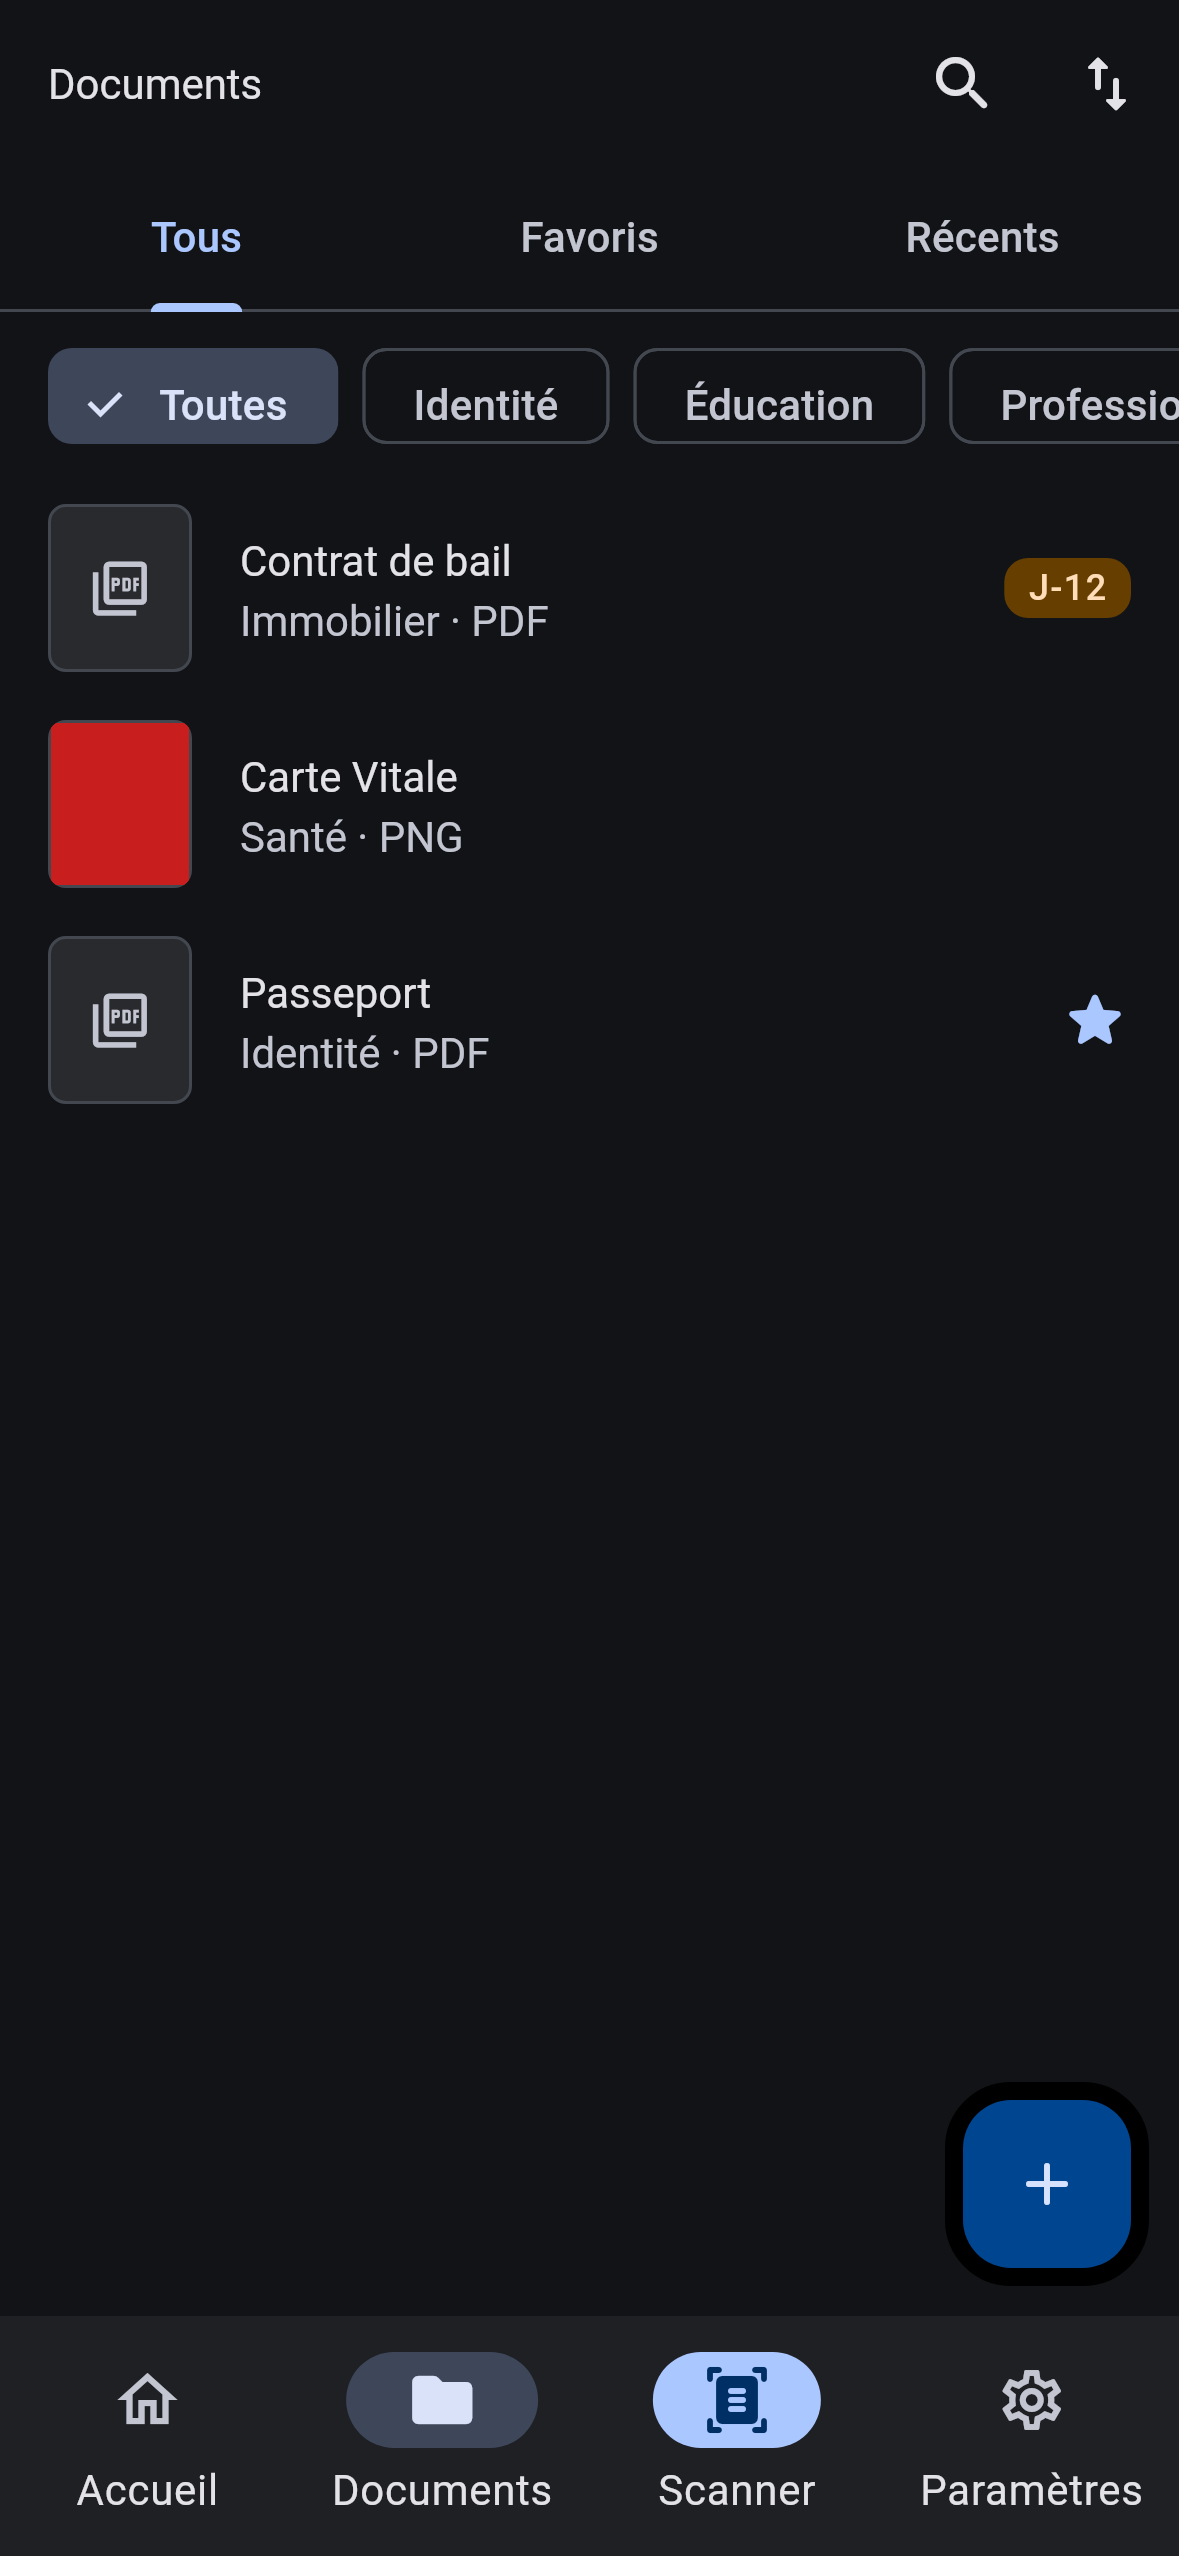 Documents
Tous
Favoris
Récents
Toutes
Identité
Éducation
Professio
PDF
Contrat de bail
Immobilier · PDF
J-12
Carte Vitale
Santé · PNG
PDF
Passeport
Identité · PDF
Accueil
Documents
Scanner
Paramètres